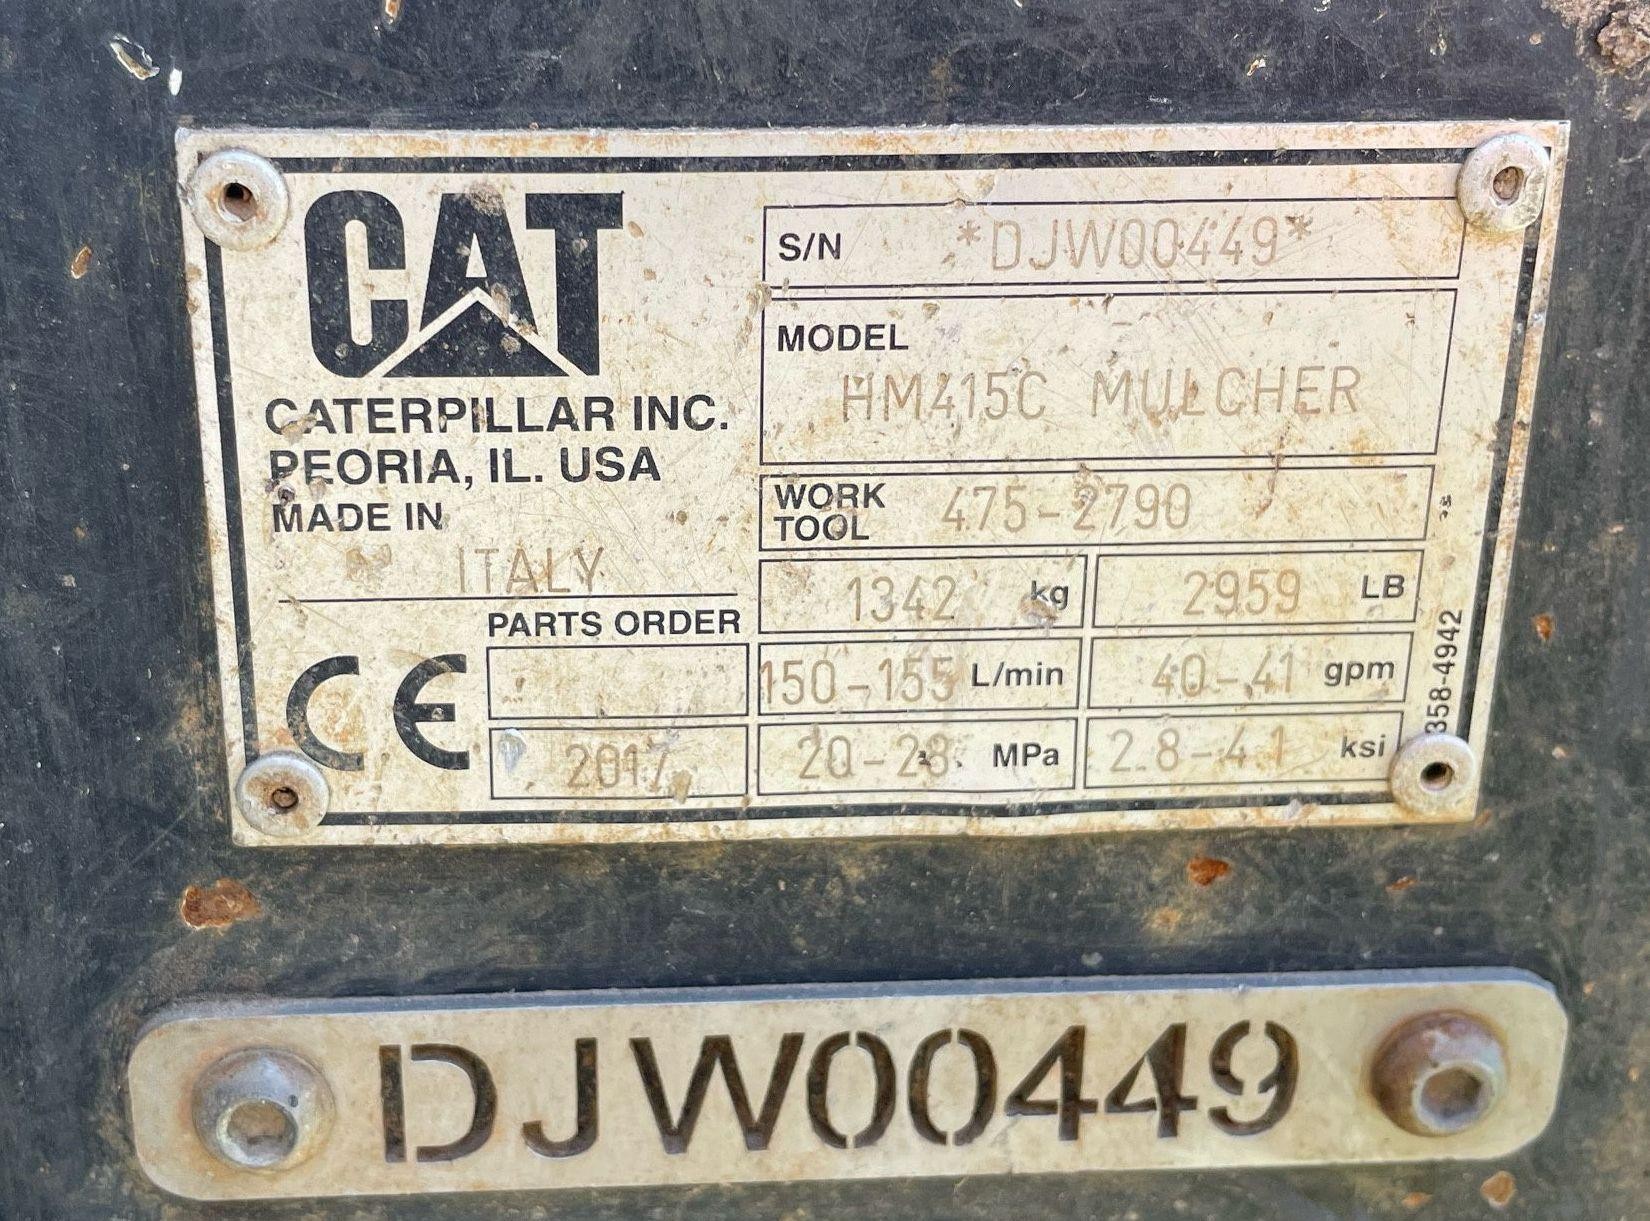 CAT
CATERPILLAR INC.
PEORIA, IL. USA
MADE IN
ITALY
PARTS ORDER
CE
2017
S/N *DJW00449*
MODEL
HM415C MULCHER
WORK TOOL 475-2790
1342 kg 2959 LB
150-155 L/min 40-41 gpm
20-28 MPa 2.8-4.1 ksi
358-4942
DJW00449